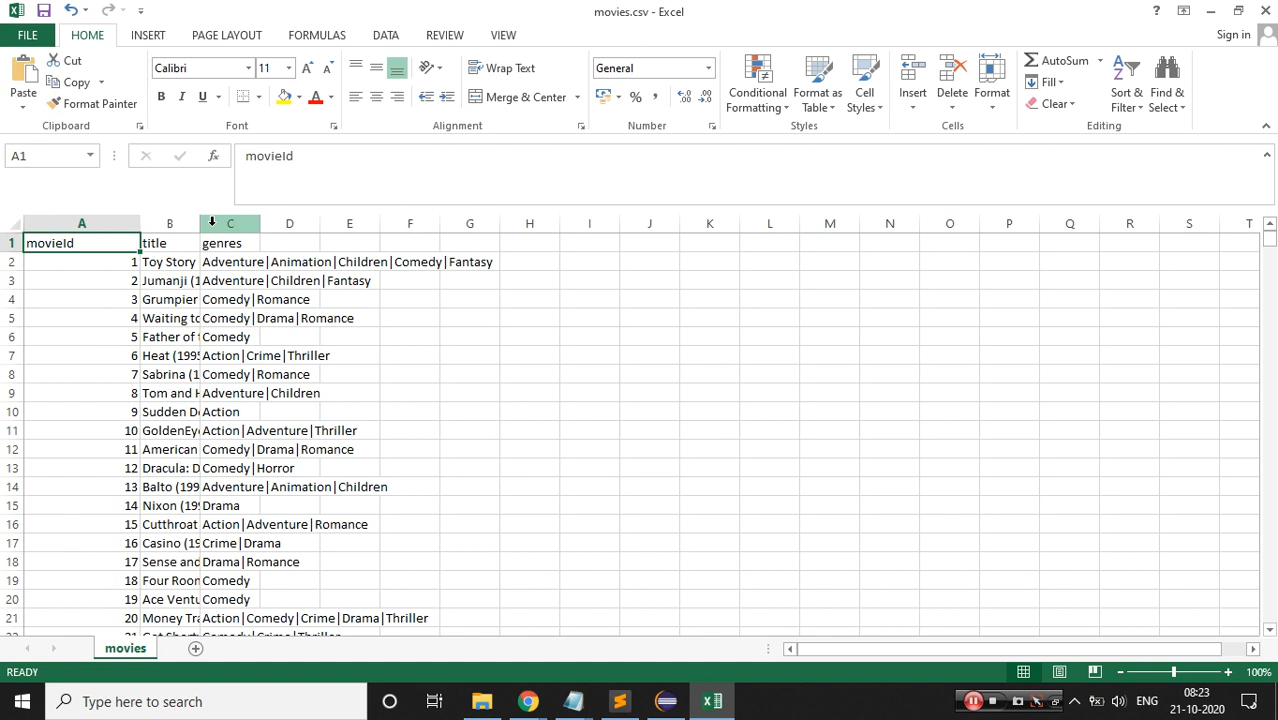 movies.csv - Excel
?
FILE HOME INSERT PAGE LAYOUT FORMULAS DATA REVIEW VIEW Sign in
Paste
Cut
Copy
Format Painter
Clipboard
Calibri 11
B I U
Font
Wrap Text
Merge & Center
Alignment
General
%
Number
Conditional Formatting
Format as Table
Cell Styles
Styles
Insert
Delete
Format
Cells
AutoSum
Fill
Clear
Sort & Filter
Find & Select
Editing
A1 fx movieId
A B C D E F G H I J K L M N O P Q R S T
1 movieId title genres
2 1 Toy Story Adventure|Animation|Children|Comedy|Fantasy
3 2 Jumanji (1 Adventure|Children|Fantasy
4 3 Grumpier Comedy|Romance
5 4 Waiting to Comedy|Drama|Romance
6 5 Father of t Comedy
7 6 Heat (1995 Action|Crime|Thriller
8 7 Sabrina (1 Comedy|Romance
9 8 Tom and H Adventure|Children
10 9 Sudden De Action
11 10 GoldenEye Action|Adventure|Thriller
12 11 American Comedy|Drama|Romance
13 12 Dracula: D Comedy|Horror
14 13 Balto (199 Adventure|Animation|Children
15 14 Nixon (199 Drama
16 15 Cutthroat Action|Adventure|Romance
17 16 Casino (19 Crime|Drama
18 17 Sense and Drama|Romance
19 18 Four Room Comedy
20 19 Ace Ventu Comedy
21 20 Money Tra Action|Comedy|Crime|Drama|Thriller
22 21 Get Shorty Comedy|Crime|Thriller
movies
READY 100%
Type here to search
ENG
08:23
21-10-2020